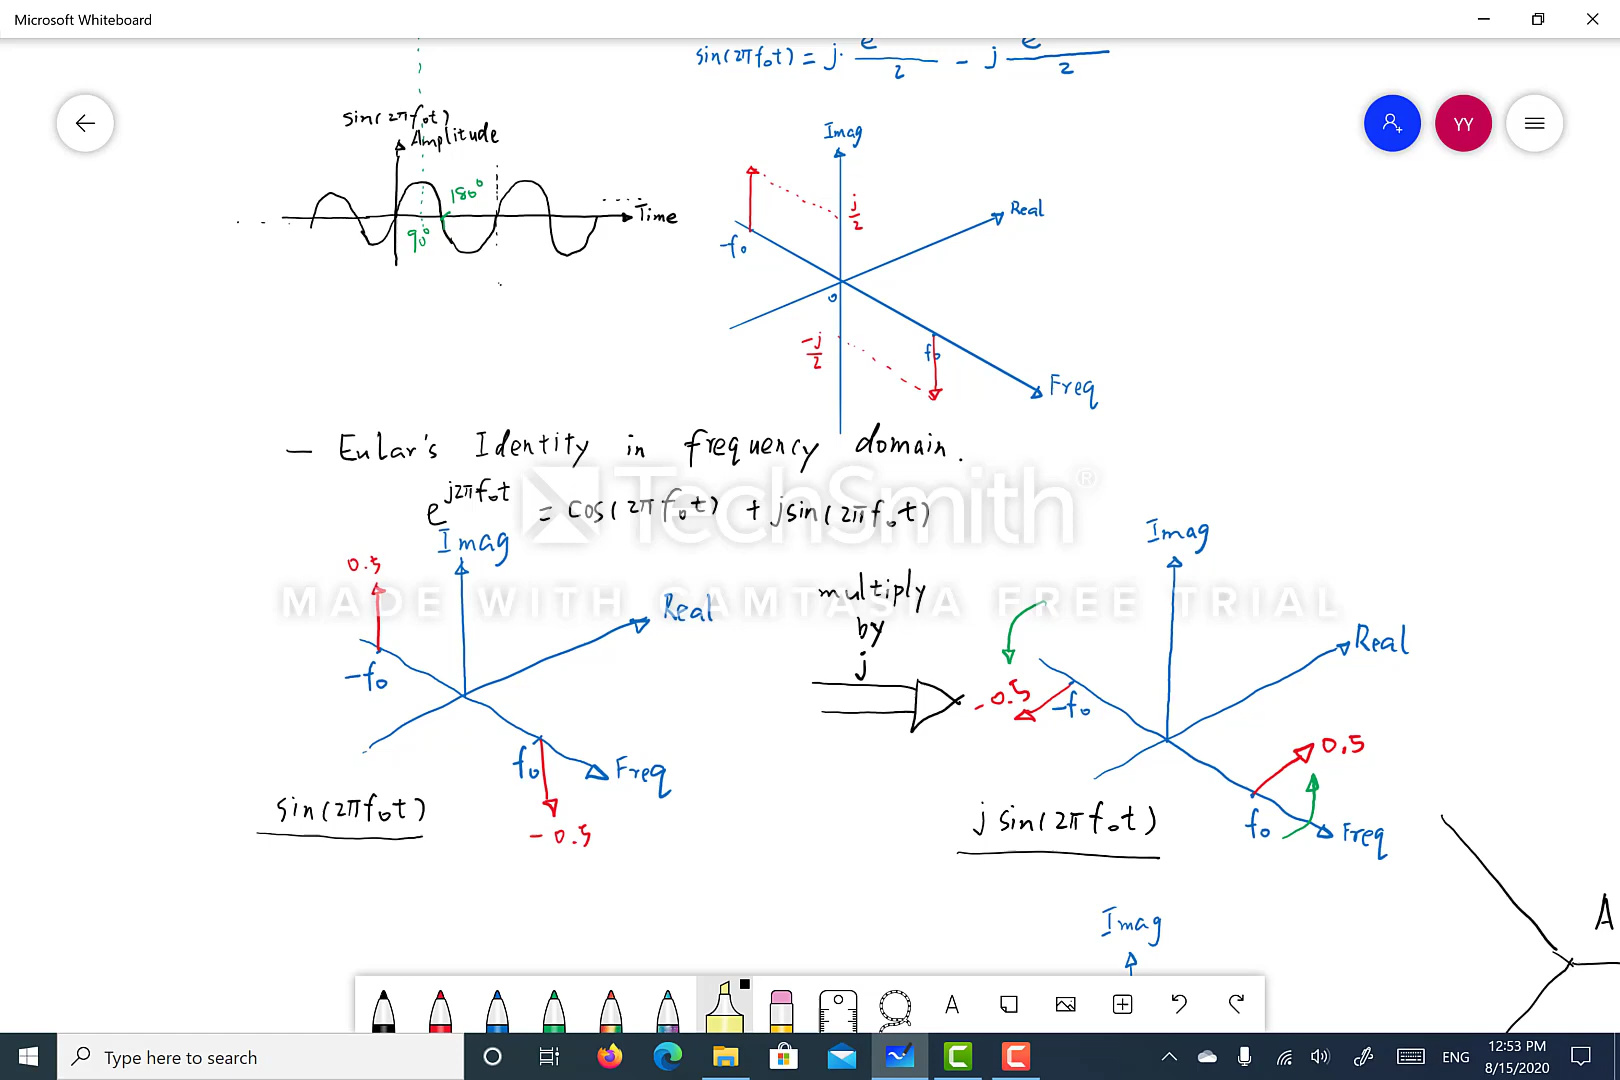 Microsoft Whiteboard
sin(2πf₀t) = j· e/2 - j e/2
sin(2πf₀t)
Amplitude
180°
90°
Time
Imag
Real
j/2
-f₀
0
-j/2
f₀
Freq
YY
- Eular's Identity in frequency domain.
e^j2πf₀t = cos(2πf₀t) + jsin(2πf₀t)
TechSmith®
MADE WITH CAMTASIA FREE TRIAL
Imag
0.5
Real
-f₀
f₀
Freq
-0.5
sin(2πf₀t)
multiply
by
j
Imag
Real
-0.5
-f₀
0.5
f₀
Freq
j sin(2πf₀t)
Imag
A
A
Type here to search
ENG
12:53 PM
8/15/2020